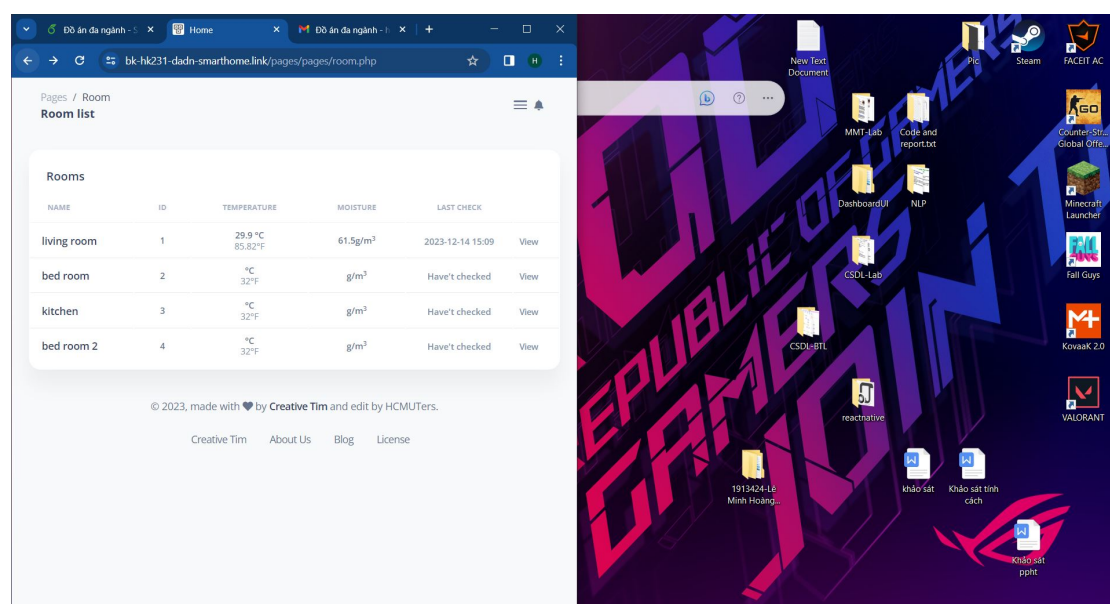 Đồ án đa ngành - S
Home
Đồ án đa ngành - h
bk-hk231-dadn-smarthome.link/pages/pages/room.php
H
Pages / Room
Room list
Rooms
NAME ID TEMPERATURE MOISTURE LAST CHECK
living room 1 29.9 °C 61.5g/m³ 2023-12-14 15:09 View
85.82°F
bed room 2 °C g/m³ Have't checked View
32°F
kitchen 3 °C g/m³ Have't checked View
32°F
bed room 2 4 °C g/m³ Have't checked View
32°F
© 2023, made with by Creative Tim and edit by HCMUTers.
Creative Tim About Us Blog License
New Text
Document
Pic
Steam
FACEIT AC
MMT-Lab
Code and
report.txt
GO
Counter-Str...
Global Offe...
DashboardUI
NLP
Minecraft
Launcher
CSDL-Lab
FALL
GUYS
Fall Guys
CSDL-BTL
KovaaK 2.0
reactnative
VALORANT
1913424-Lê
Minh Hoàng...
khảo sát
Khảo sát tính
cách
Khảo sát
ppht
REPUBLIC OF GAMERS
JOIN